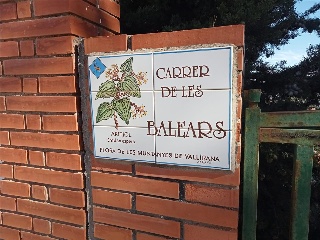 CARRER
DE LES
BALEARS
FLORA DE LES MUNTANYES DE VALLIRANA